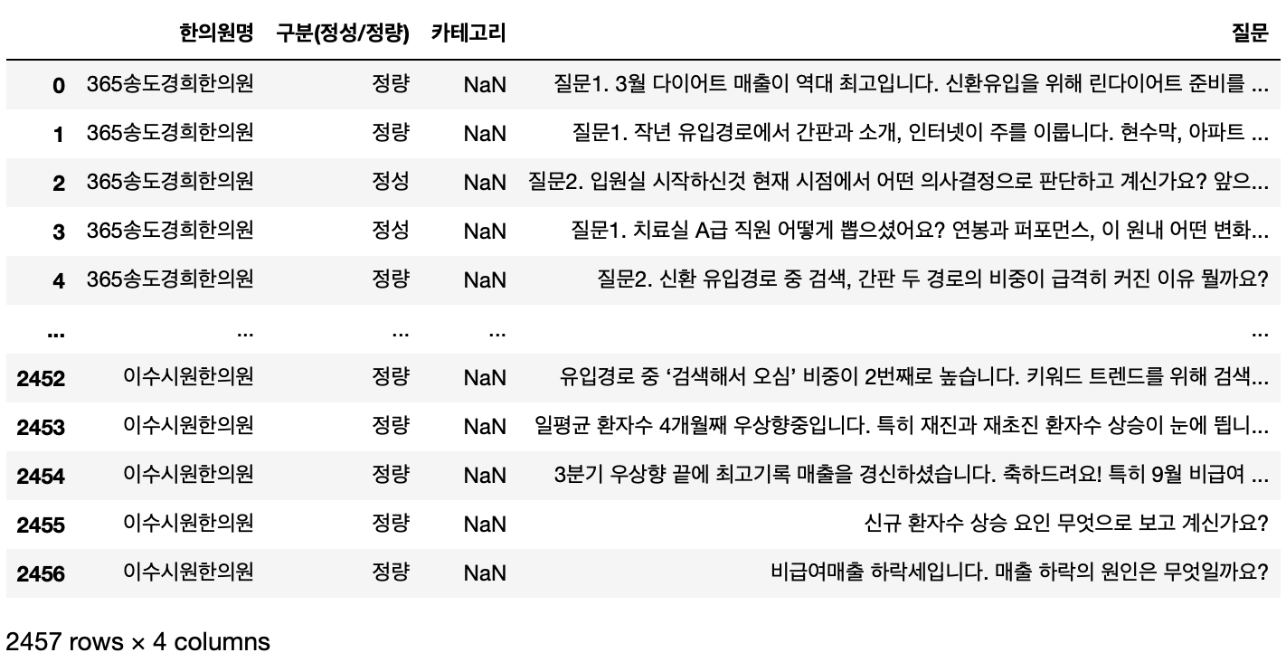 한의원명 구분(정성/정량) 카테고리 질문
0 365송도경희한의원 정량 NaN 질문1. 3월 다이어트 매출이 역대 최고입니다. 신환유입을 위해 린다이어트 준비를 ...
1 365송도경희한의원 정량 NaN 질문1. 작년 유입경로에서 간판과 소개, 인터넷이 주를 이룹니다. 현수막, 아파트 ...
2 365송도경희한의원 정성 NaN 질문2. 입원실 시작하신것 현재 시점에서 어떤 의사결정으로 판단하고 계신가요? 앞으...
3 365송도경희한의원 정성 NaN 질문1. 치료실 A급 직원 어떻게 뽑으셨어요? 연봉과 퍼포먼스, 이 원내 어떤 변화...
4 365송도경희한의원 정량 NaN 질문2. 신환 유입경로 중 검색, 간판 두 경로의 비중이 급격히 커진 이유 뭘까요?
... ... ... ... ...
2452 이수시원한의원 정량 NaN 유입경로 중 ‘검색해서 오심’ 비중이 2번째로 높습니다. 키워드 트렌드를 위해 검색...
2453 이수시원한의원 정량 NaN 일평균 환자수 4개월째 우상향중입니다. 특히 재진과 재초진 환자수 상승이 눈에 띕니...
2454 이수시원한의원 정량 NaN 3분기 우상향 끝에 최고기록 매출을 경신하셨습니다. 축하드려요! 특히 9월 비급여 ...
2455 이수시원한의원 정량 NaN 신규 환자수 상승 요인 무엇으로 보고 계신가요?
2456 이수시원한의원 정량 NaN 비급여매출 하락세입니다. 매출 하락의 원인은 무엇일까요?
2457 rows × 4 columns